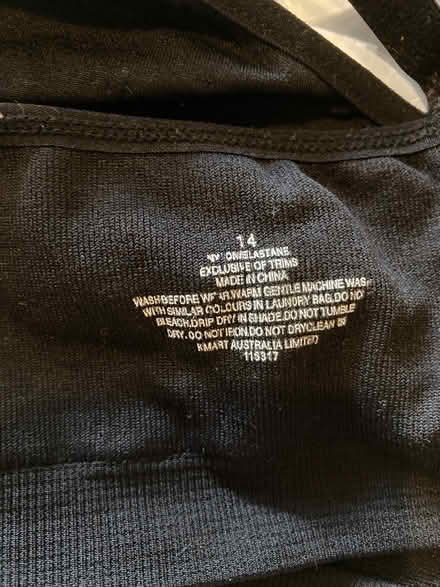 14
EXCLUSIVE OF TRIMS
MADE IN CHINA
WASH BEFORE WEAR.WARM GENTLE MACHINE WASH
WITH SIMILAR COLOURS IN LAUNDRY BAG.DO NOT
BLEACH.DRIP DRY IN SHADE.DO NOT TUMBLE
DRY.DO NOT IRON.DO NOT DRYCLEAN
KMART AUSTRALIA LIMITED